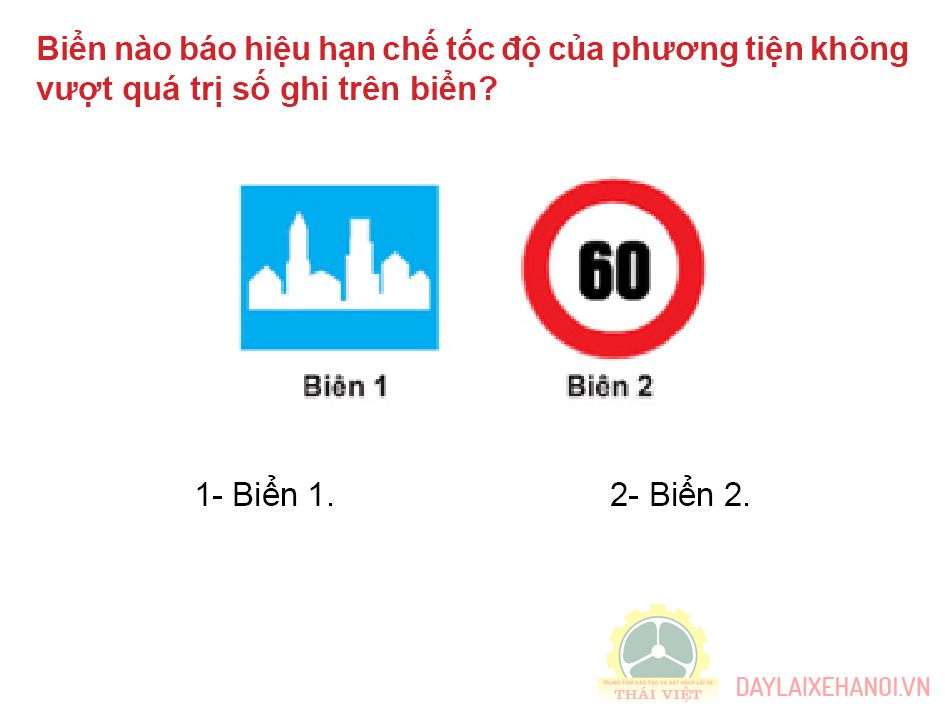 Biển nào báo hiệu hạn chế tốc độ của phương tiện không
vượt quá trị số ghi trên biển?
60
Biên 1
Biên 2
1- Biển 1.
2- Biển 2.
TRUNG TÂM ĐÀO TẠO VÀ SÁT HẠCH LÁI XE
THÁI VIỆT
DAYLAIXEHANOI.VN